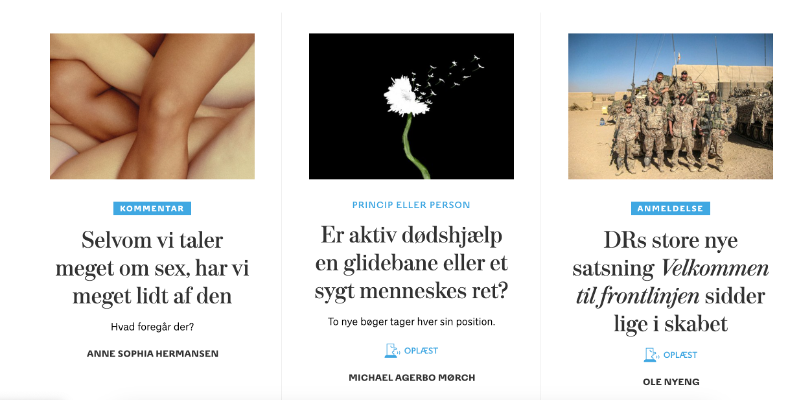 KOMMENTAR
Selvom vi taler
meget om sex, har vi
meget lidt af den
Hvad foregår der?
ANNE SOPHIA HERMANSEN
PRINCIP ELLER PERSON
Er aktiv dødshjælp
en glidebane eller et
sygt menneskes ret?
To nye bøger tager hver sin position.
OPLÆST
MICHAEL AGERBO MØRCH
ANMELDELSE
DRs store nye
satsning Velkommen
til frontlinjen sidder
lige i skabet
OPLÆST
OLE NYENG